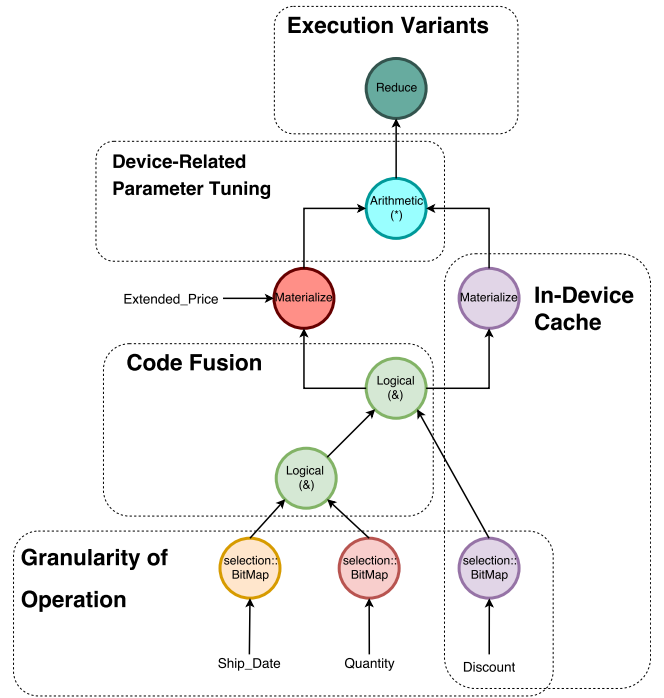 Execution Variants
Reduce
Device-Related
Parameter Tuning
Arithmetic
(*)
Extended_Price
Materialize
Materialize
In-Device
Cache
Code Fusion
Logical
(&)
Logical
(&)
Granularity of
Operation
selection::
BitMap
selection::
BitMap
selection::
BitMap
Ship_Date
Quantity
Discount